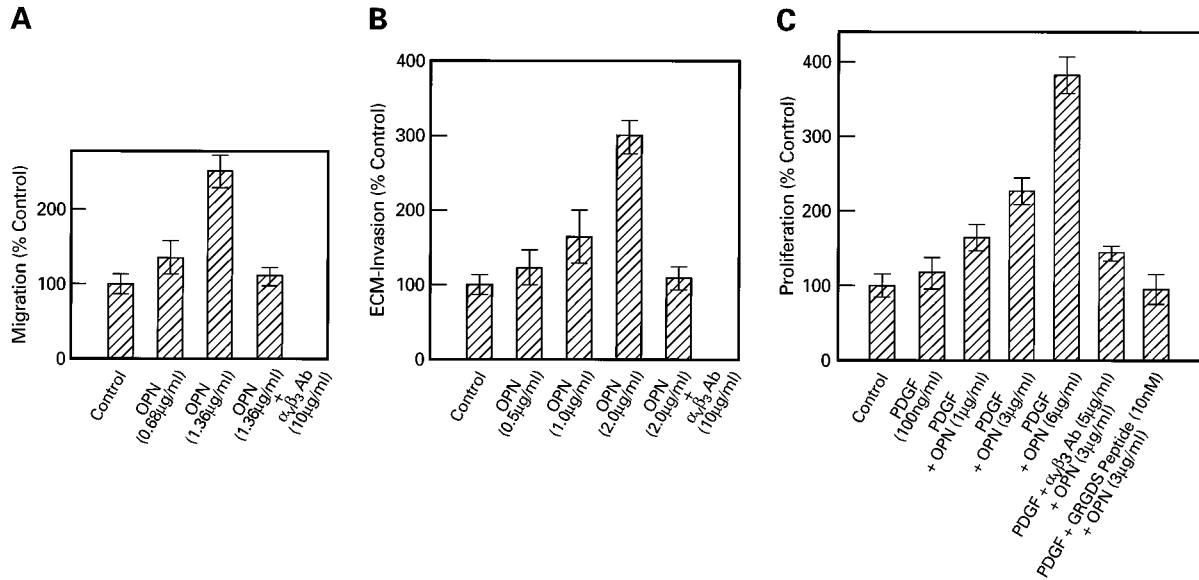 A
Migration (% Control)
200
100
0
Control
OPN
(0.68µg/ml)
OPN
(1.36µg/ml)
OPN
(1.36µg/ml)
+
αvβ3 Ab
(10µg/ml)
B
ECM-Invasion (% Control)
400
300
200
100
0
Control
OPN
(0.5µg/ml)
OPN
(1.0µg/ml)
OPN
(2.0µg/ml)
OPN
(2.0µg/ml)
+
αvβ3 Ab
(10µg/ml)
C
Proliferation (% Control)
400
300
200
100
0
Control
PDGF
(100ng/ml)
PDGF
+ OPN (1µg/ml)
PDGF
+ OPN (3µg/ml)
PDGF
+ OPN (6µg/ml)
PDGF + αvβ3 Ab (5µg/ml)
+ OPN (3µg/ml)
PDGF + GRGDS Peptide (10nM)
+ OPN (3µg/ml)